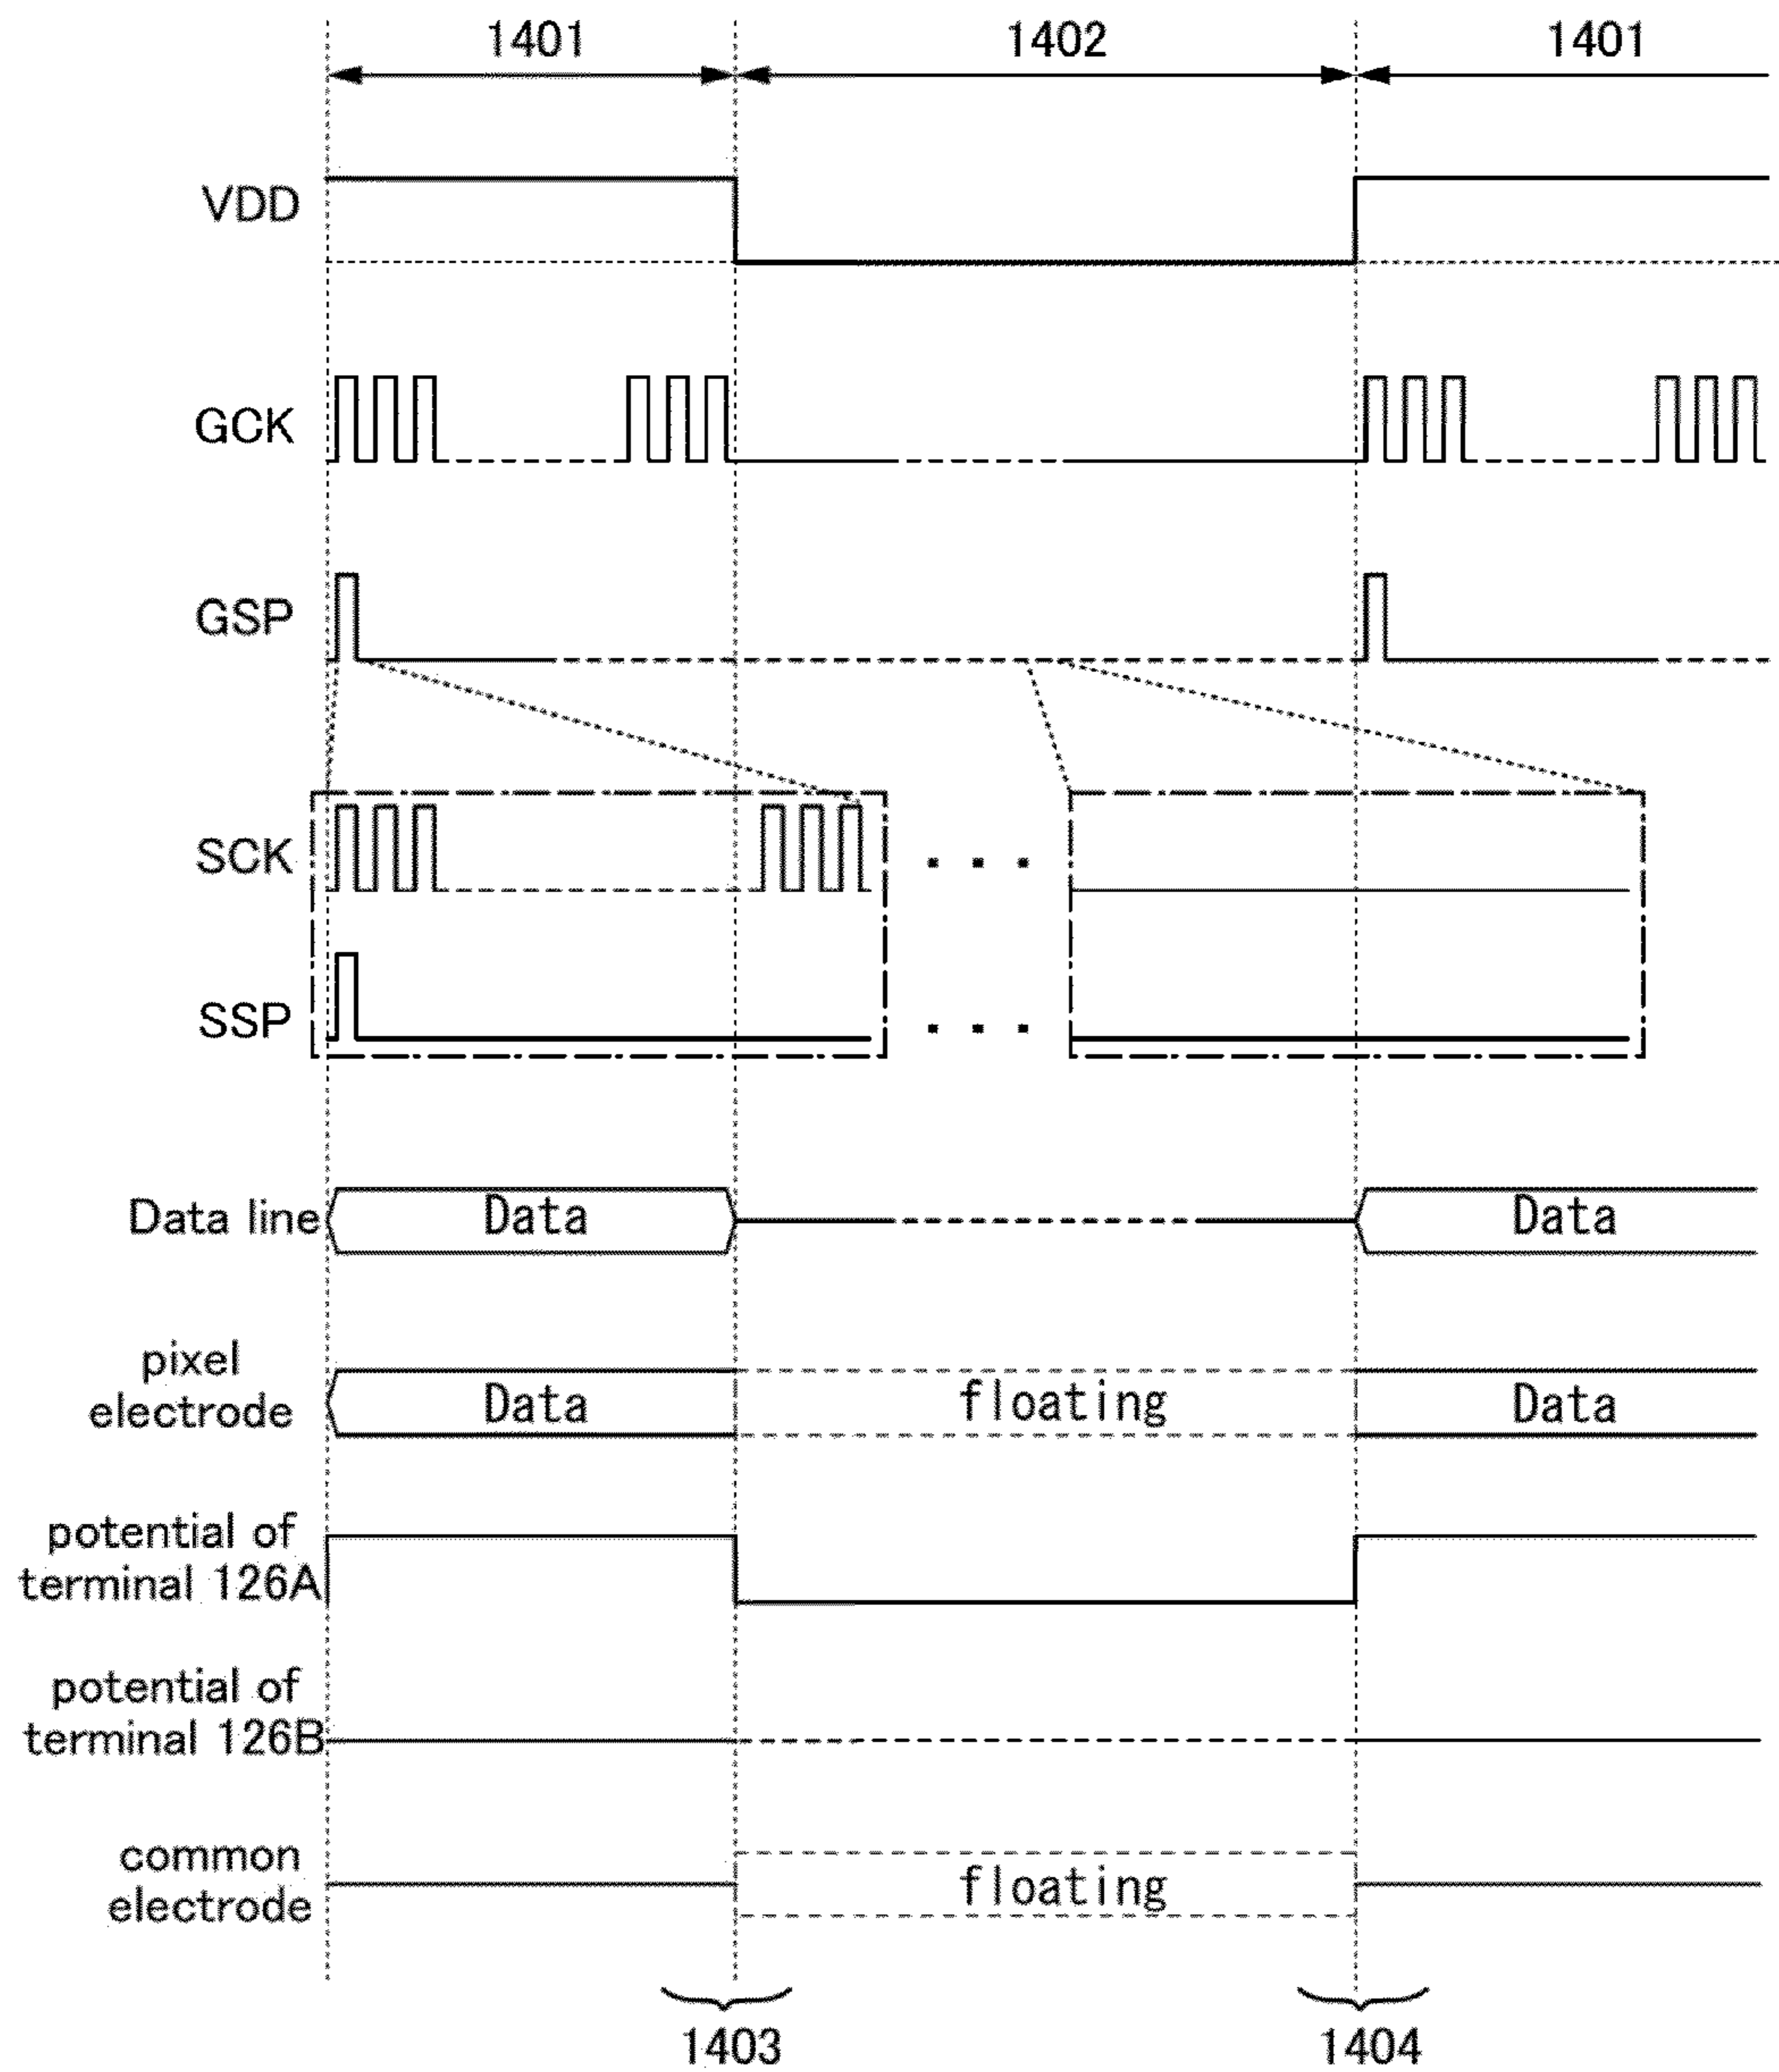 1401 1402 1401
VDD
GCK
GSP
SCK
. . .
SSP
. . .
Data line Data Data
pixel
electrode Data floating Data
potential of
terminal 126A
potential of
terminal 126B
common
electrode floating
1403 1404